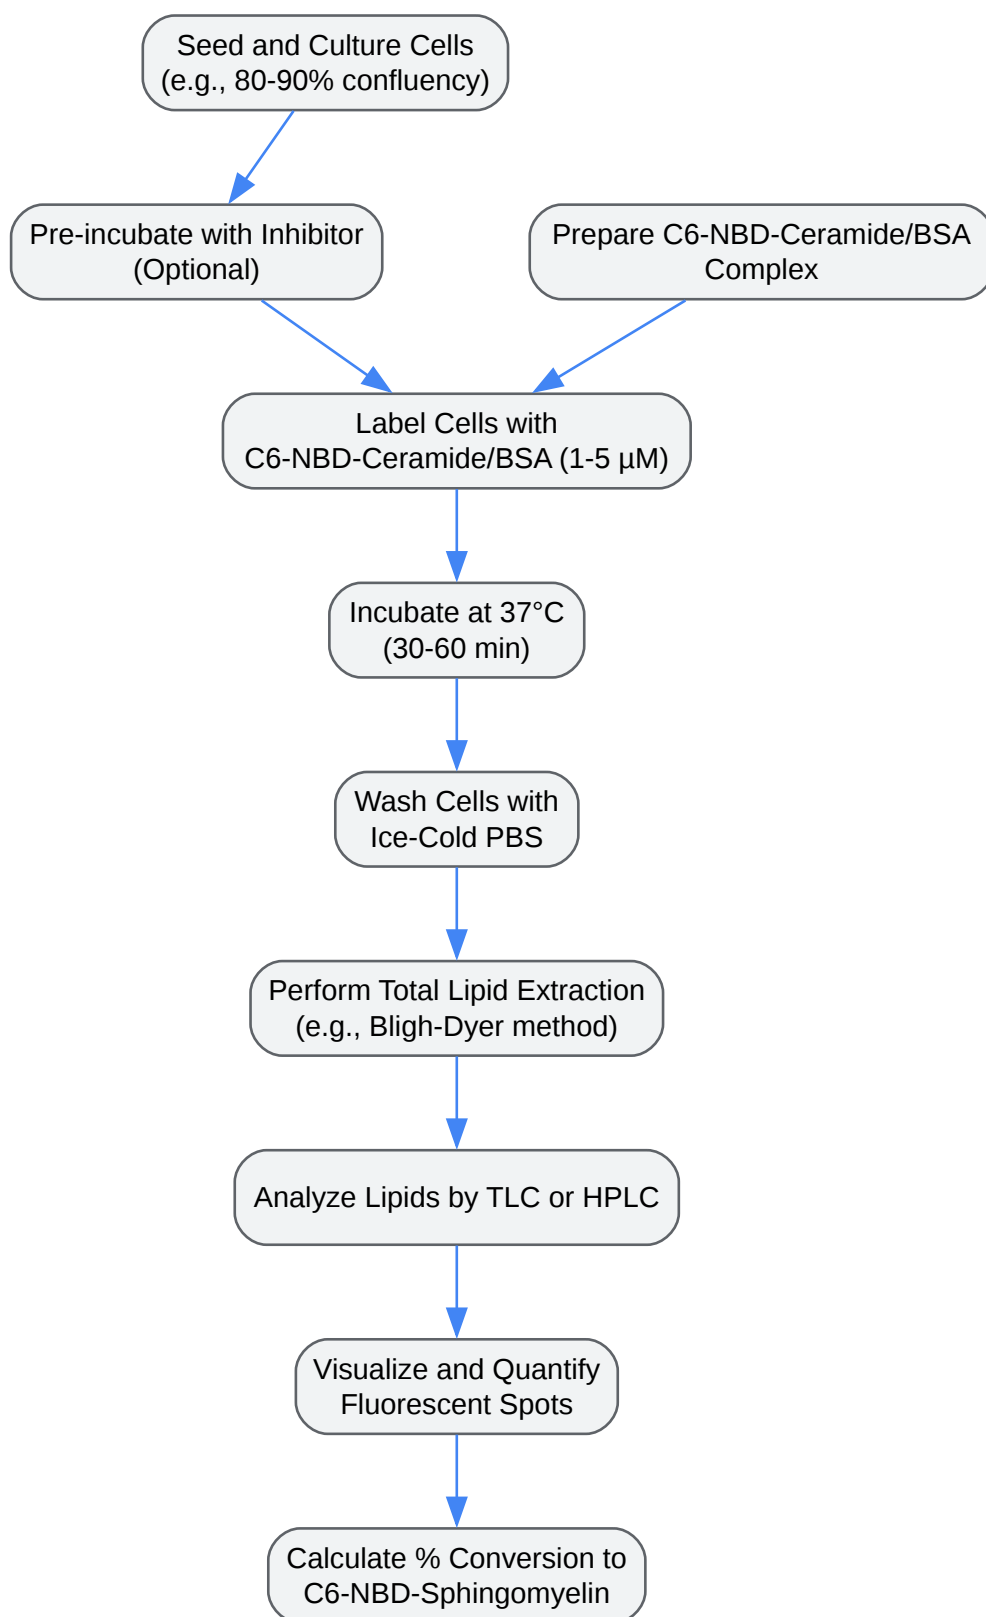 Seed and Culture Cells
(e.g., 80-90% confluency)
Pre-incubate with Inhibitor
(Optional)
Prepare C6-NBD-Ceramide/BSA
Complex
Label Cells with
C6-NBD-Ceramide/BSA (1-5 µM)
Incubate at 37°C
(30-60 min)
Wash Cells with
Ice-Cold PBS
Perform Total Lipid Extraction
(e.g., Bligh-Dyer method)
Analyze Lipids by TLC or HPLC
Visualize and Quantify
Fluorescent Spots
Calculate % Conversion to
C6-NBD-Sphingomyelin